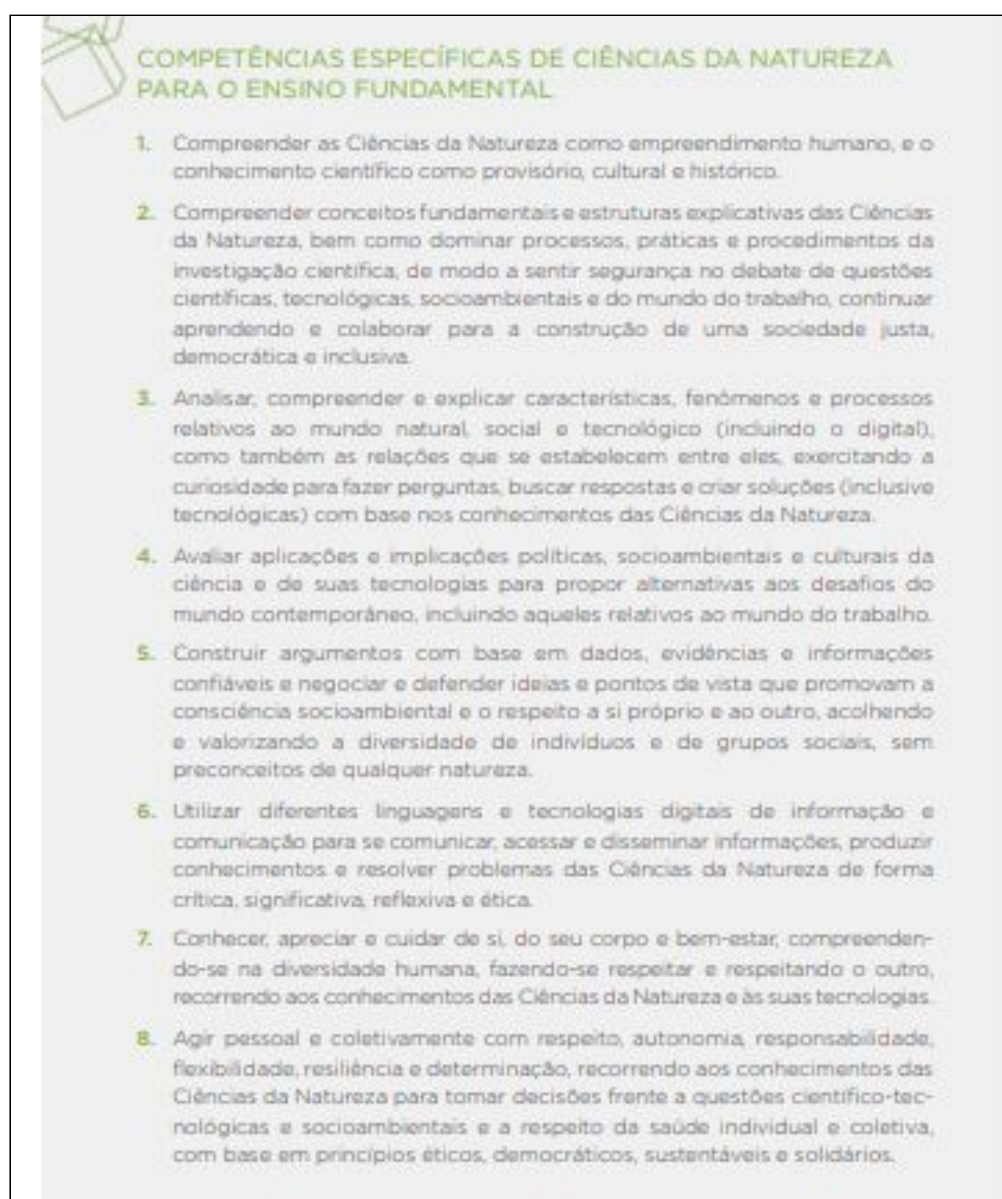 COMPETÊNCIAS ESPECÍFICAS DE CIÊNCIAS DA NATUREZA
PARA O ENSINO FUNDAMENTAL
1. Compreender as Ciências da Natureza como empreendimento humano, e o
conhecimento científico como provisório, cultural e histórico.
2. Compreender conceitos fundamentais e estruturas explicativas das Ciências
da Natureza, bem como dominar processos, práticas e procedimentos da
investigação científica, de modo a sentir segurança no debate de questões
científicas, tecnológicas, socioambientais e do mundo do trabalho, continuar
aprendendo e colaborar para a construção de uma sociedade justa,
democrática e inclusiva.
3. Analisar, compreender e explicar características, fenômenos e processos
relativos ao mundo natural, social e tecnológico (incluindo o digital),
como também as relações que se estabelecem entre eles, exercitando a
curiosidade para fazer perguntas, buscar respostas e criar soluções (inclusive
tecnológicas) com base nos conhecimentos das Ciências da Natureza.
4. Avaliar aplicações e implicações políticas, socioambientais e culturais da
ciência e de suas tecnologias para propor alternativas aos desafios do
mundo contemporâneo, incluindo aqueles relativos ao mundo do trabalho.
5. Construir argumentos com base em dados, evidências e informações
confiáveis e negociar e defender ideias e pontos de vista que promovam a
consciência socioambiental e o respeito a si próprio e ao outro, acolhendo
e valorizando a diversidade de indivíduos e de grupos sociais, sem
preconceitos de qualquer natureza.
6. Utilizar diferentes linguagens e tecnologias digitais de informação e
comunicação para se comunicar, acessar e disseminar informações, produzir
conhecimentos e resolver problemas das Ciências da Natureza de forma
crítica, significativa, reflexiva e ética.
7. Conhecer, apreciar e cuidar de si, do seu corpo e bem-estar, compreenden-
do-se na diversidade humana, fazendo-se respeitar e respeitando o outro,
recorrendo aos conhecimentos das Ciências da Natureza e às suas tecnologias.
8. Agir pessoal e coletivamente com respeito, autonomia, responsabilidade,
flexibilidade, resiliência e determinação, recorrendo aos conhecimentos das
Ciências da Natureza para tomar decisões frente a questões científico-tec-
nológicas e socioambientais e a respeito da saúde individual e coletiva,
com base em princípios éticos, democráticos, sustentáveis e solidários.